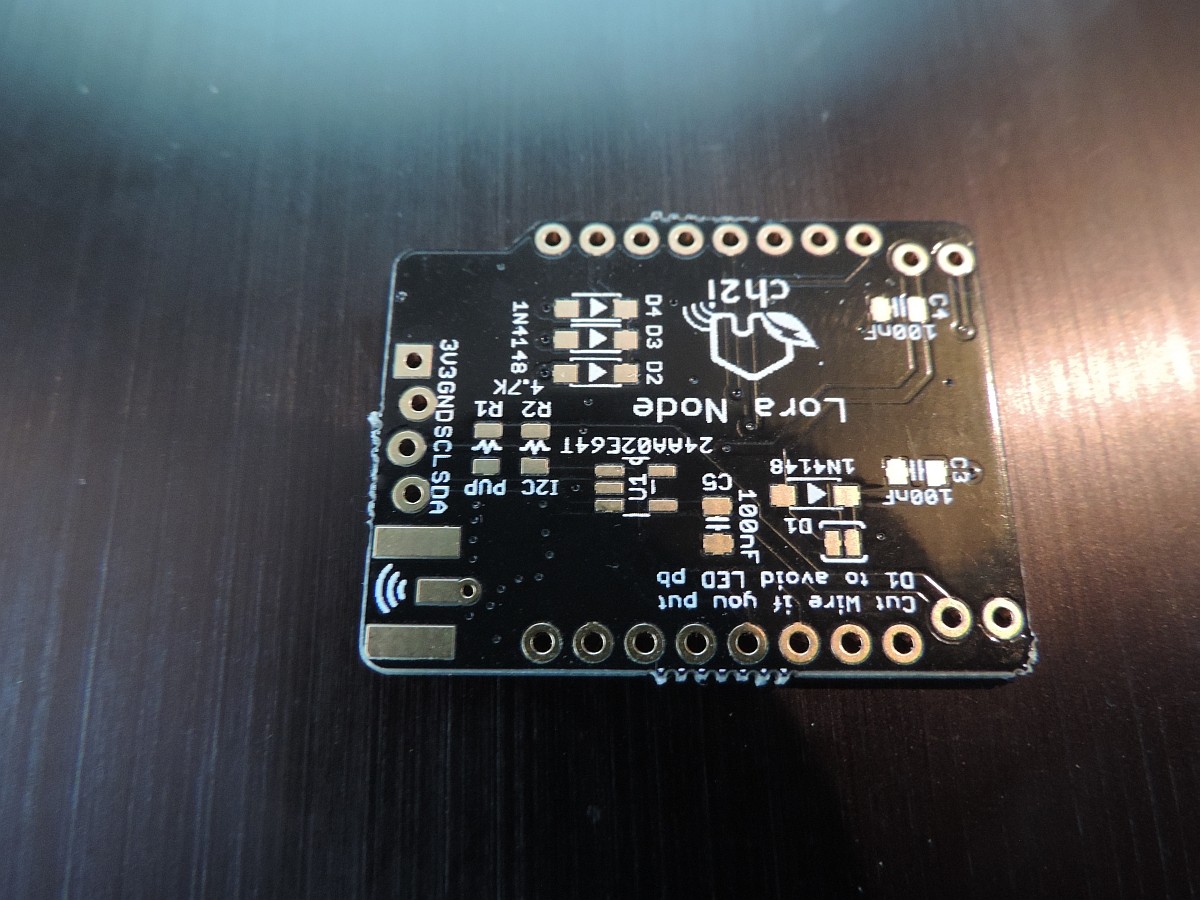 ch2i
Lora Node
D4
D3
D2
1N4148
4.7K
R1
R2
I2C PUP
3V3
GND
SCL
SDA
24AA02E64T
U1
C5
100nF
1N4148
D1
C4
100nF
C3
100nF
Cut Wire if you put
D1 to avoid LED pb